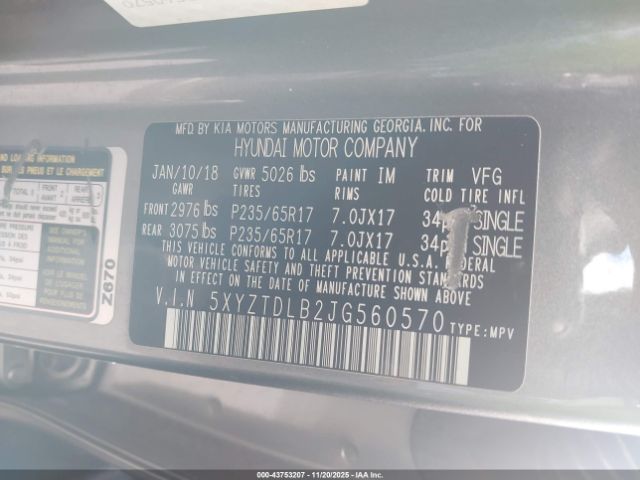 MFD. BY KIA MOTORS MANUFACTURING GEORGIA. INC. FOR
HYUNDAI MOTOR COMPANY
JAN/10/18 GVWR 5026 lbs PAINT IM TRIM VFG
GAWR TIRES RIMS COLD TIRE INFL
FRONT 2976 lbs P235/65R17 7.0JX17 34 SINGLE
REAR 3075 lbs P235/65R17 7.0JX17 34 SINGLE
THIS VEHICLE CONFORMS TO ALL APPLICABLE U.S.A. FEDERAL
MOTOR VEHICLE SAFETY AND THEFT PREVENTION STANDARDS
IN EFFECT ON THE DATE OF MANUFACTURE SHOWN ABOVE.
V.I.N 5XYZTDLB2JG560570 TYPE: MPV
Z670
000-43753207 - 11/20/2025 - COPYRIGHT IAA, LLC.